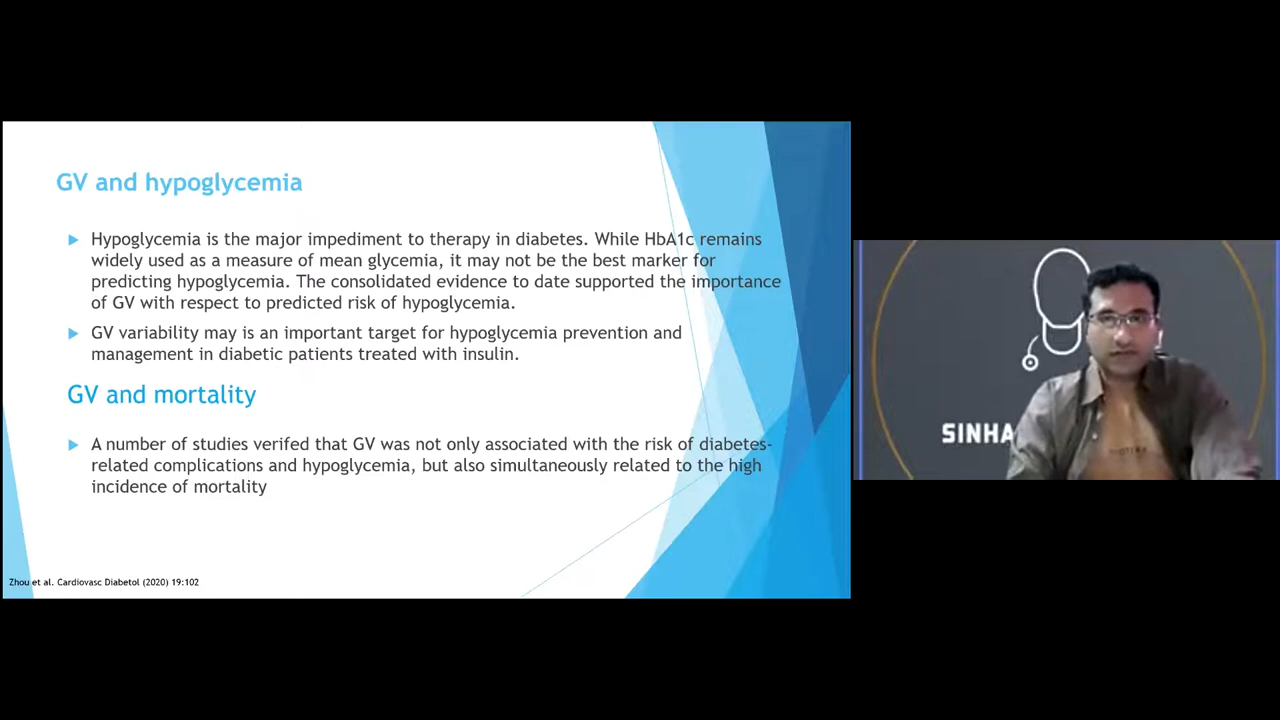 GV and hypoglycemia
Hypoglycemia is the major impediment to therapy in diabetes. While HbA1c remains
widely used as a measure of mean glycemia, it may not be the best marker for
predicting hypoglycemia. The consolidated evidence to date supported the importance
of GV with respect to predicted risk of hypoglycemia.
GV variability may is an important target for hypoglycemia prevention and
management in diabetic patients treated with insulin.
GV and mortality
A number of studies verifed that GV was not only associated with the risk of diabetes-
related complications and hypoglycemia, but also simultaneously related to the high
incidence of mortality
Zhou et al. Cardiovasc Diabetol (2020) 19:102
SINHA